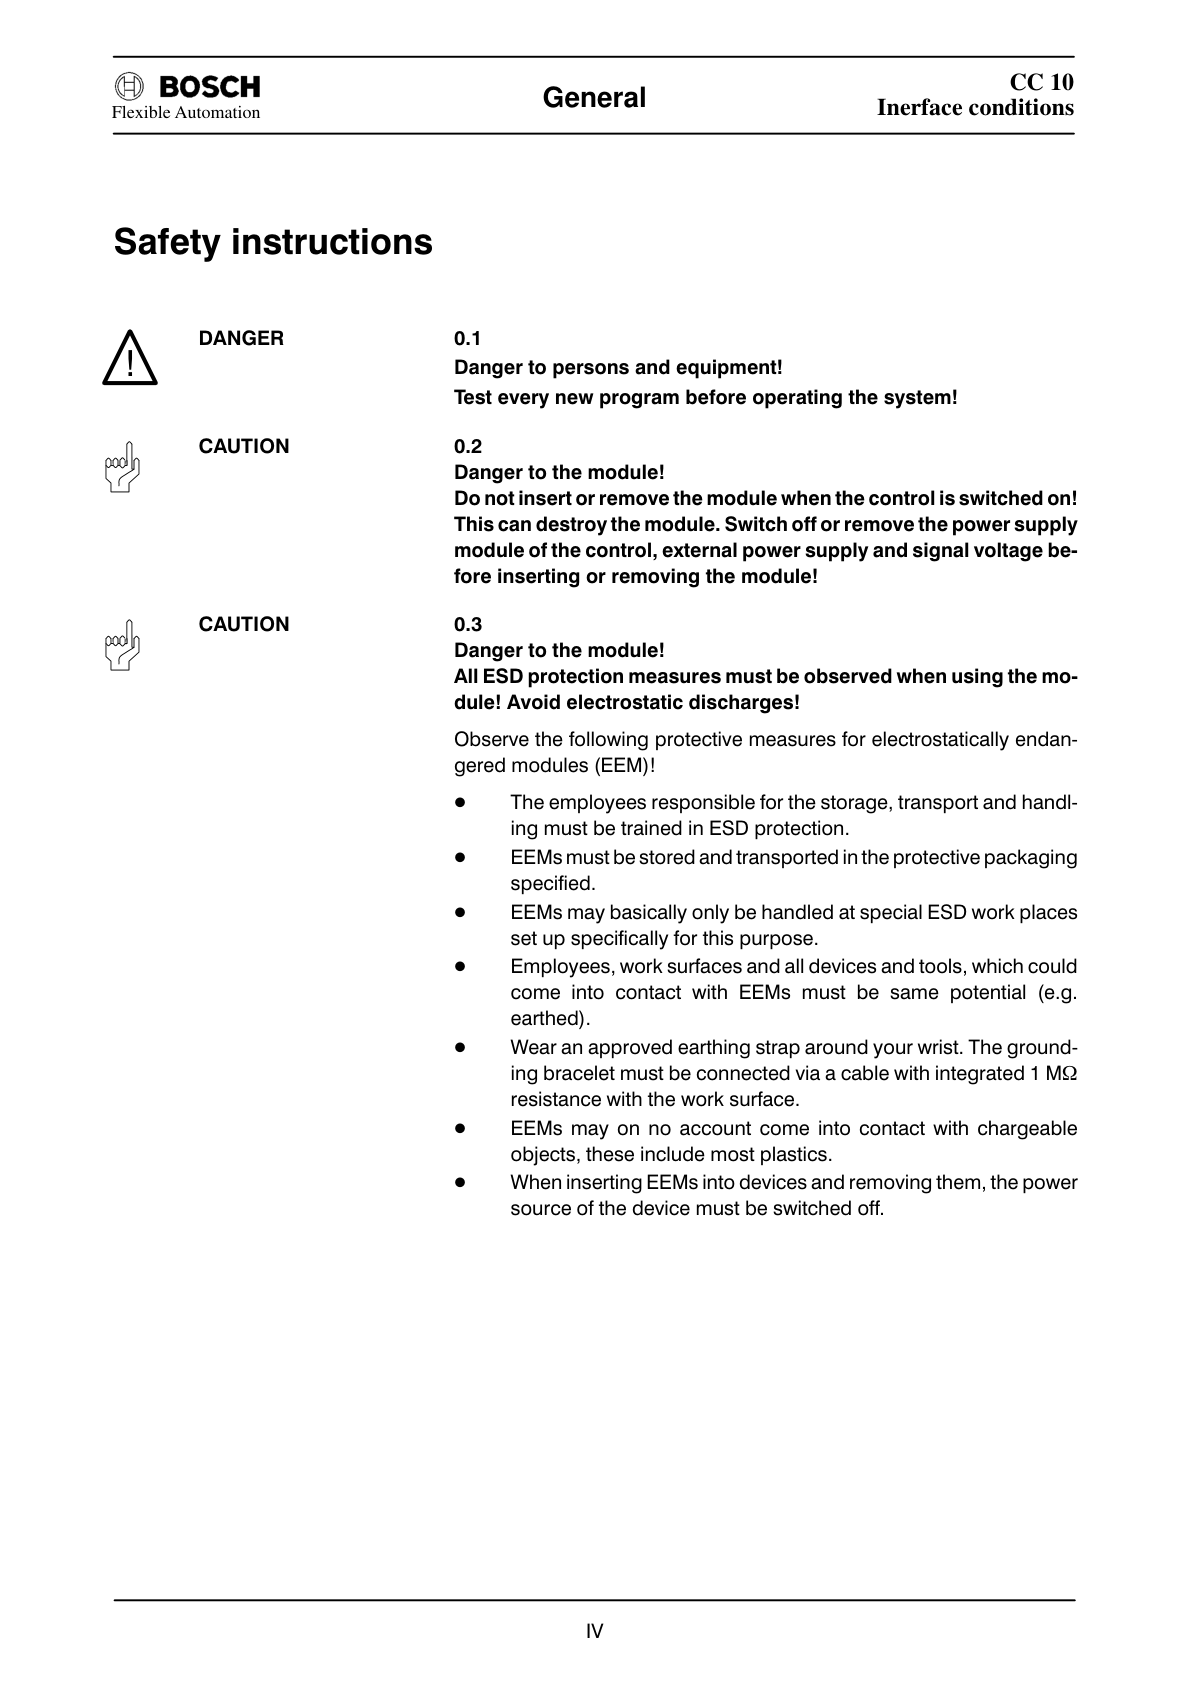 BOSCH
Flexible Automation
General
CC 10
Inerface conditions
Safety instructions
DANGER
0.1
Danger to persons and equipment!
Test every new program before operating the system!
CAUTION
0.2
Danger to the module!
Do not insert or remove the module when the control is switched on!
This can destroy the module. Switch off or remove the power supply
module of the control, external power supply and signal voltage be-
fore inserting or removing the module!
CAUTION
0.3
Danger to the module!
All ESD protection measures must be observed when using the mo-
dule! Avoid electrostatic discharges!
Observe the following protective measures for electrostatically endan-
gered modules (EEM)!
● The employees responsible for the storage, transport and handl-
ing must be trained in ESD protection.
● EEMs must be stored and transported in the protective packaging
specified.
● EEMs may basically only be handled at special ESD work places
set up specifically for this purpose.
● Employees, work surfaces and all devices and tools, which could
come into contact with EEMs must be same potential (e.g.
earthed).
● Wear an approved earthing strap around your wrist. The ground-
ing bracelet must be connected via a cable with integrated 1 MΩ
resistance with the work surface.
● EEMs may on no account come into contact with chargeable
objects, these include most plastics.
● When inserting EEMs into devices and removing them, the power
source of the device must be switched off.
IV